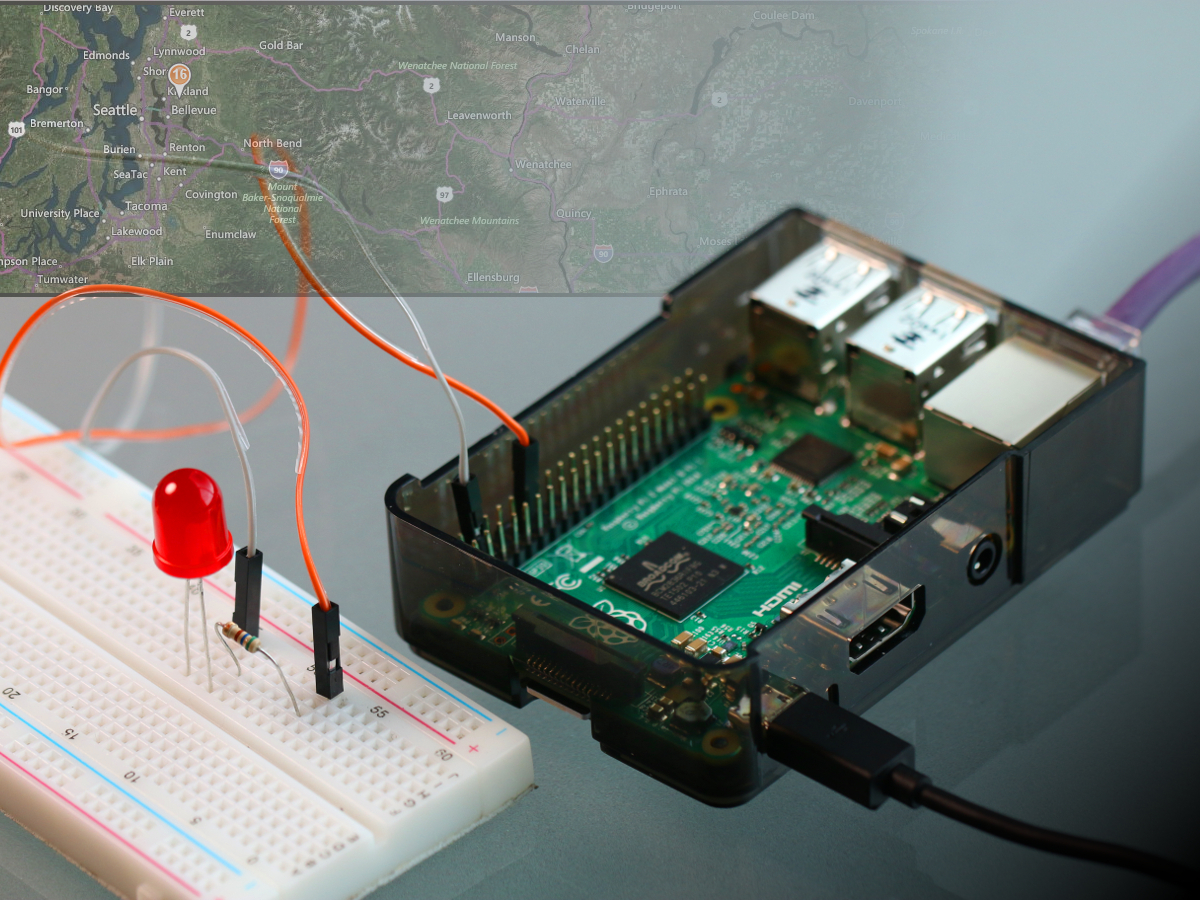 Discovery Bay
Everett
Bridgeport
Coulee Dam
2
Manson
Edmonds
Lynnwood
Gold Bar
Chelan
Shor
16
Wenatchee National Forest
Bangor
Kirkland
2
2
Waterville
Davenport
Seattle
Bellevue
Leavenworth
101
Bremerton
Burien
Renton
North Bend
Wenatchee
SeaTac
Kent
90
Mount
Baker-Snoqualmie
National
Forest
Covington
97
Ephrata
University Place
Tacoma
Wenatchee Mountains
Quincy
Lakewood
Enumclaw
Moses
90
mpson Place
Elk Plain
Tumwater
Ellensburg
HDMI
55
60
20
15
10
5
+